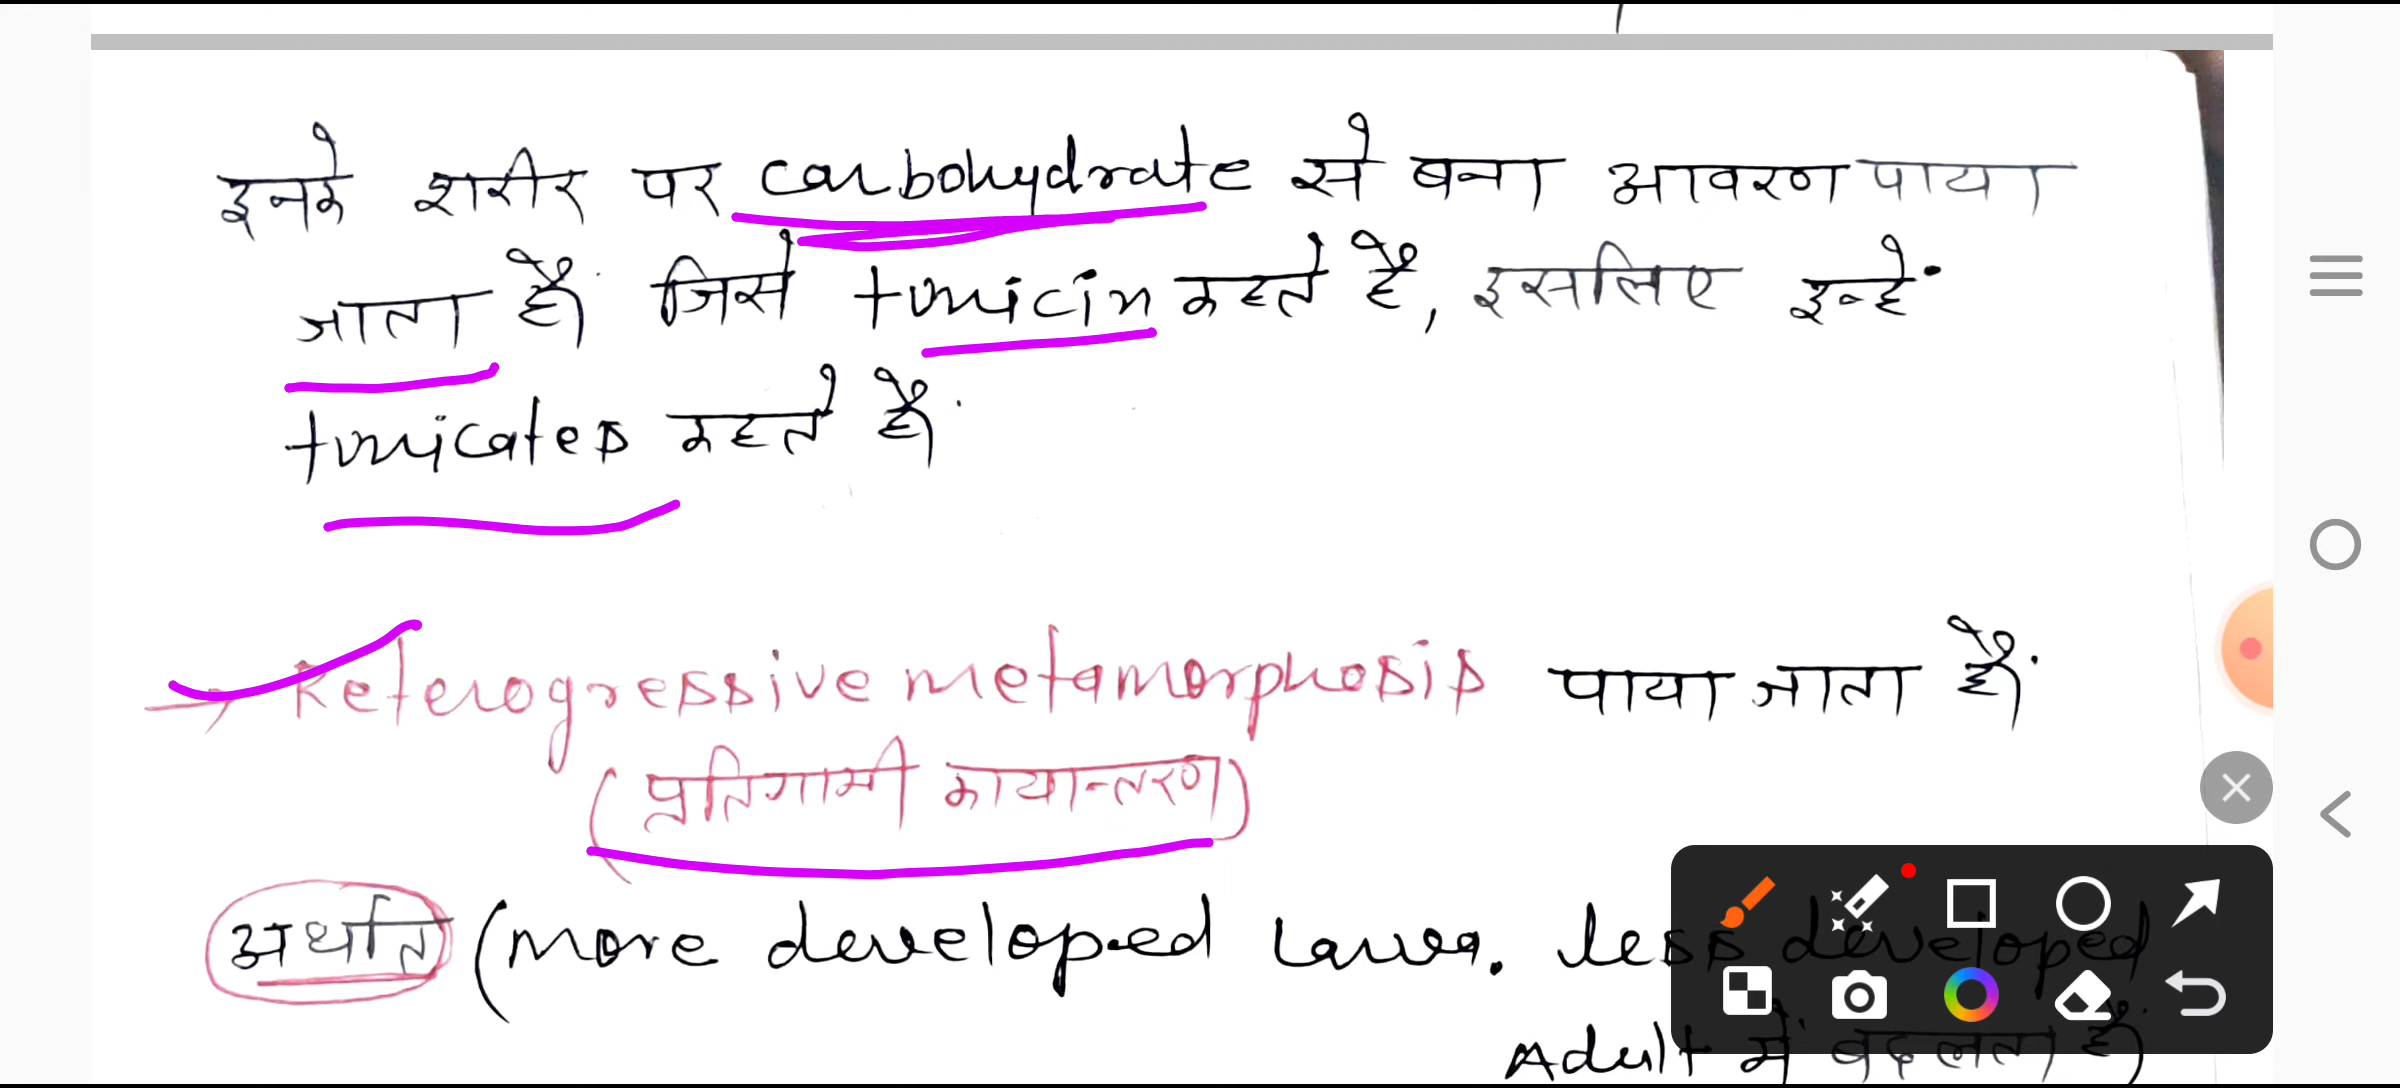 इनके शरीर पर carbohydrate से बना आवरण पाया
जाता है। जिसे tunicin कहते है, इसलिए इन्हें
tunicates कहते है।
→ Reterogressive metamorphosis पाया जाता है।
(प्रतिगामी कायान्तरण)
अर्थात (more developed larva. less developed
Adult में बदलता है)